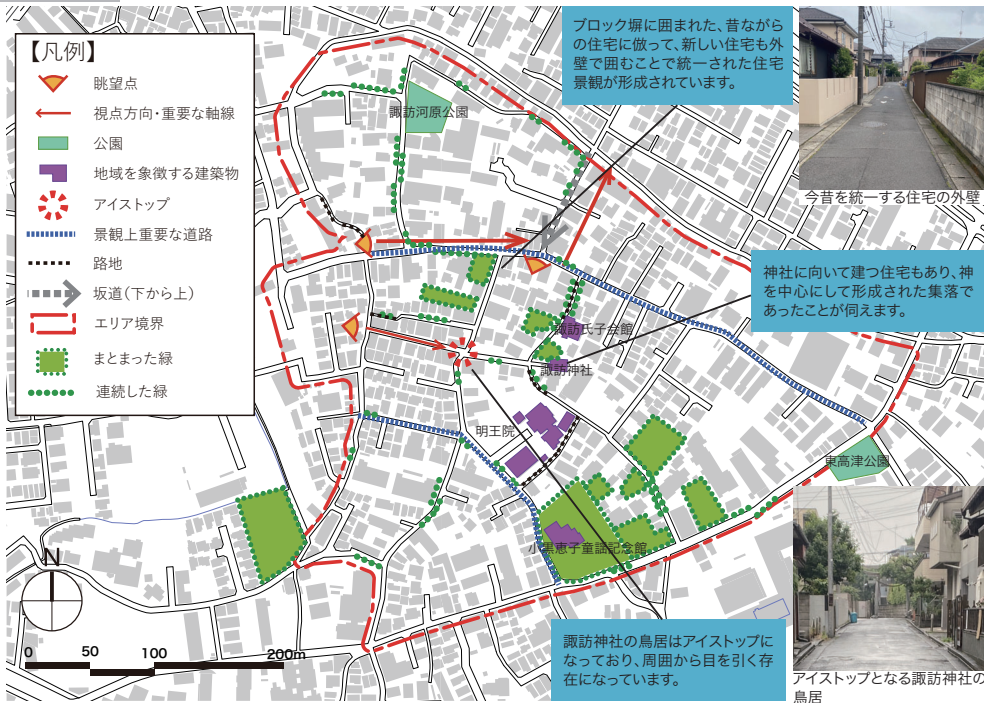 【凡例】
眺望点
視点方向・重要な軸線
公園
地域を象徴する建築物
アイストップ
景観上重要な道路
路地
坂道(下から上)
エリア境界
まとまった緑
連続した緑
ブロック塀に囲まれた、昔ながら
の住宅に倣って、新しい住宅も外
壁で囲むことで統一された住宅
景観が形成されています。
今昔を統一する住宅の外壁
諏訪河原公園
神社に向いて建つ住宅もあり、神
を中心にして形成された集落で
あったことが伺えます。
諏訪氏子会館
諏訪神社
明王院
東高津公園
小黒恵子童謡記念館
N
0 50 100 200m
諏訪神社の鳥居はアイストップに
なっており、周囲から目を引く存
在になっています。
アイストップとなる諏訪神社の
鳥居